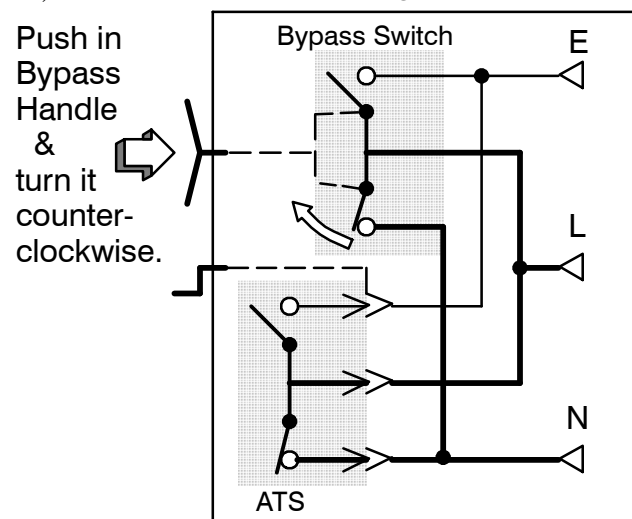 Push in
Bypass
Handle
&
turn it
counter-
clockwise.
Bypass Switch
E
L
N
ATS